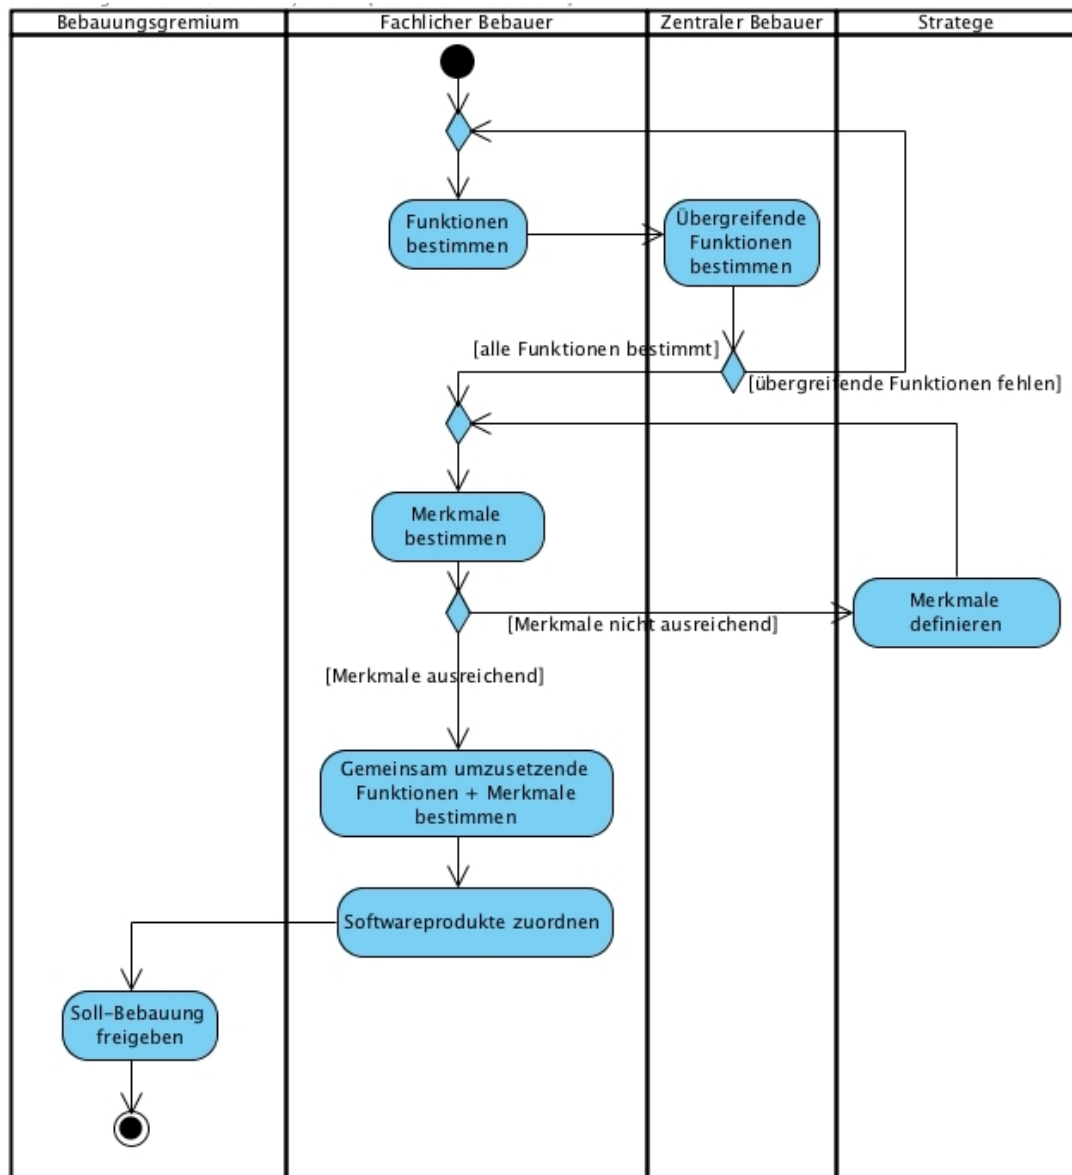 Bebauungsgremium
Fachlicher Bebauer
Zentraler Bebauer
Stratege
Funktionen
bestimmen
Übergreifende
Funktionen
bestimmen
[alle Funktionen bestimmt]
[übergreifende Funktionen fehlen]
Merkmale
bestimmen
Merkmale
definieren
[Merkmale nicht ausreichend]
[Merkmale ausreichend]
Gemeinsam umzusetzende
Funktionen + Merkmale
bestimmen
Softwareprodukte zuordnen
Soll-Bebauung
freigeben